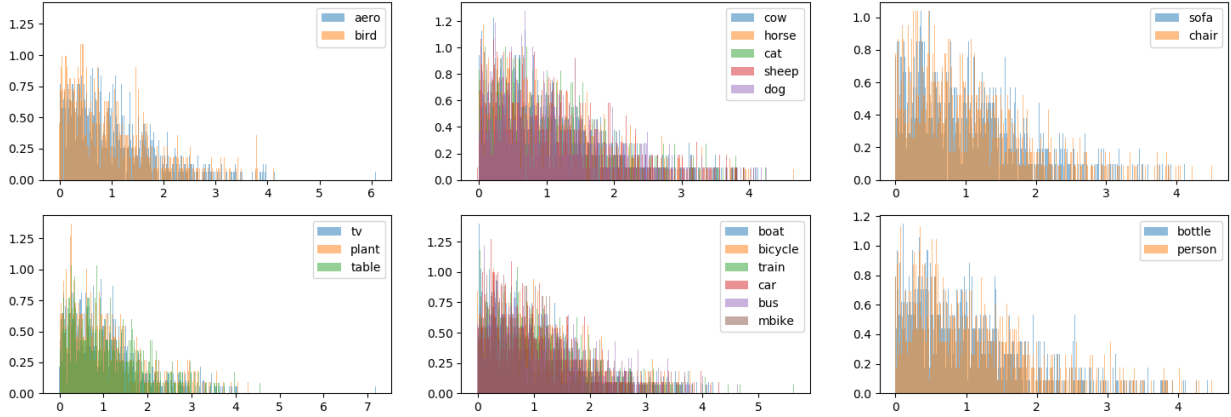 1.25
1.00
0.75
0.50
0.25
0.00
0 1 2 3 4 5 6
aero
bird
1.2
1.0
0.8
0.6
0.4
0.2
0.0
0 1 2 3 4 5
cow
horse
cat
sheep
dog
1.0
0.8
0.6
0.4
0.2
0.0
0 1 2 3 4
sofa
chair
1.25
1.00
0.75
0.50
0.25
0.00
0 1 2 3 4 5 6 7
tv
plant
table
1.25
1.00
0.75
0.50
0.25
0.00
0 1 2 3 4 5
boat
bicycle
train
car
bus
mbike
1.2
1.0
0.8
0.6
0.4
0.2
0.0
0 1 2 3 4
bottle
person